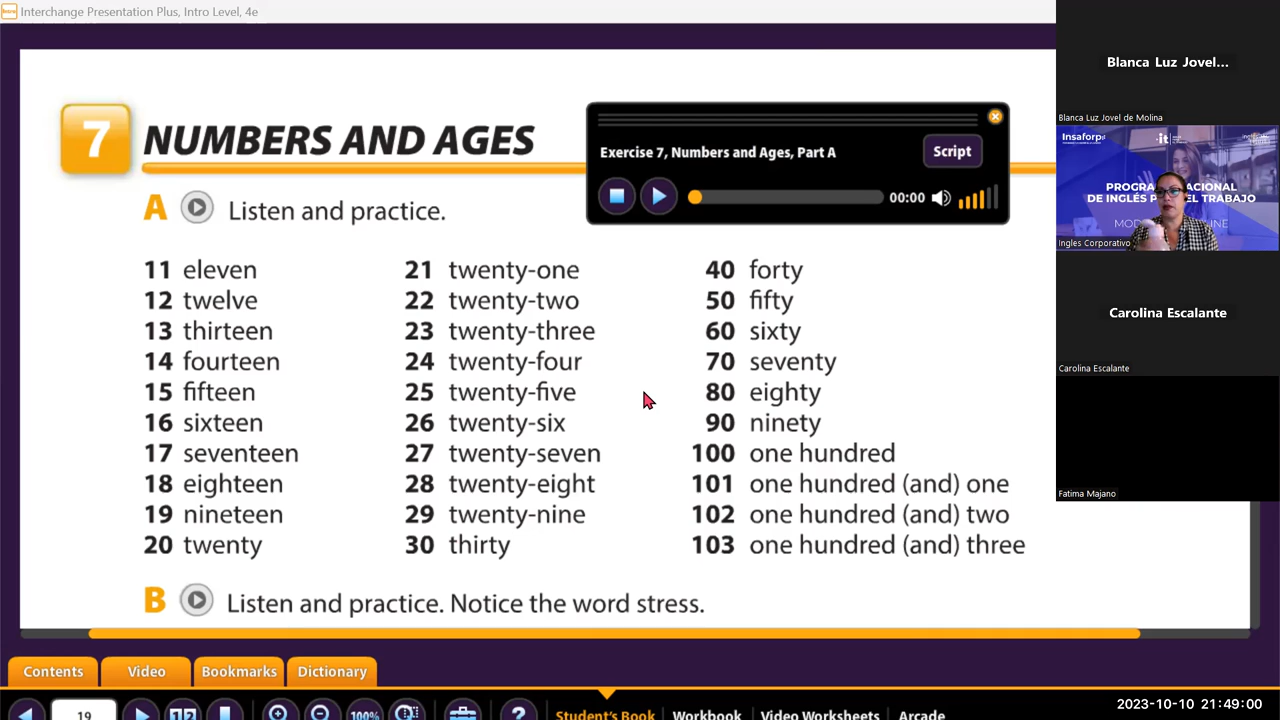 Interchange Presentation Plus, Intro Level, 4e
7 NUMBERS AND AGES
Exercise 7, Numbers and Ages, Part A
Script
00:00
A Listen and practice.
11 eleven
12 twelve
13 thirteen
14 fourteen
15 fifteen
16 sixteen
17 seventeen
18 eighteen
19 nineteen
20 twenty
21 twenty-one
22 twenty-two
23 twenty-three
24 twenty-four
25 twenty-five
26 twenty-six
27 twenty-seven
28 twenty-eight
29 twenty-nine
30 thirty
40 forty
50 fifty
60 sixty
70 seventy
80 eighty
90 ninety
100 one hundred
101 one hundred (and) one
102 one hundred (and) two
103 one hundred (and) three
B Listen and practice. Notice the word stress.
Contents Video Bookmarks Dictionary
19 1 2 100% ?
Student's Book Workbook Video Worksheets Arcade
Blanca Luz Jovel...
Blanca Luz Jovel de Molina
Insaforp
it
Ingles Corporativo
Carolina Escalante
Carolina Escalante
Fatima Majano
2023-10-10 21:49:00